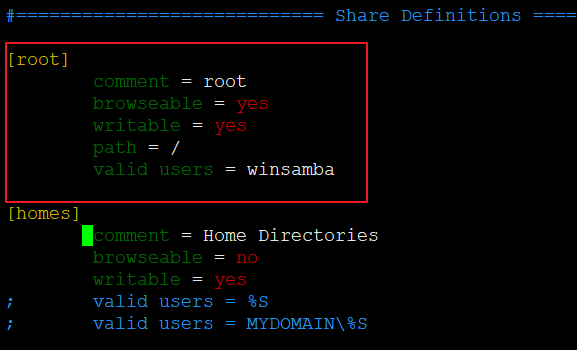 #============================ Share Definitions ====
[root]
comment = root
browseable = yes
writable = yes
path = /
valid users = winsamba
[homes]
comment = Home Directories
browseable = no
writable = yes
; valid users = %S
; valid users = MYDOMAIN\%S